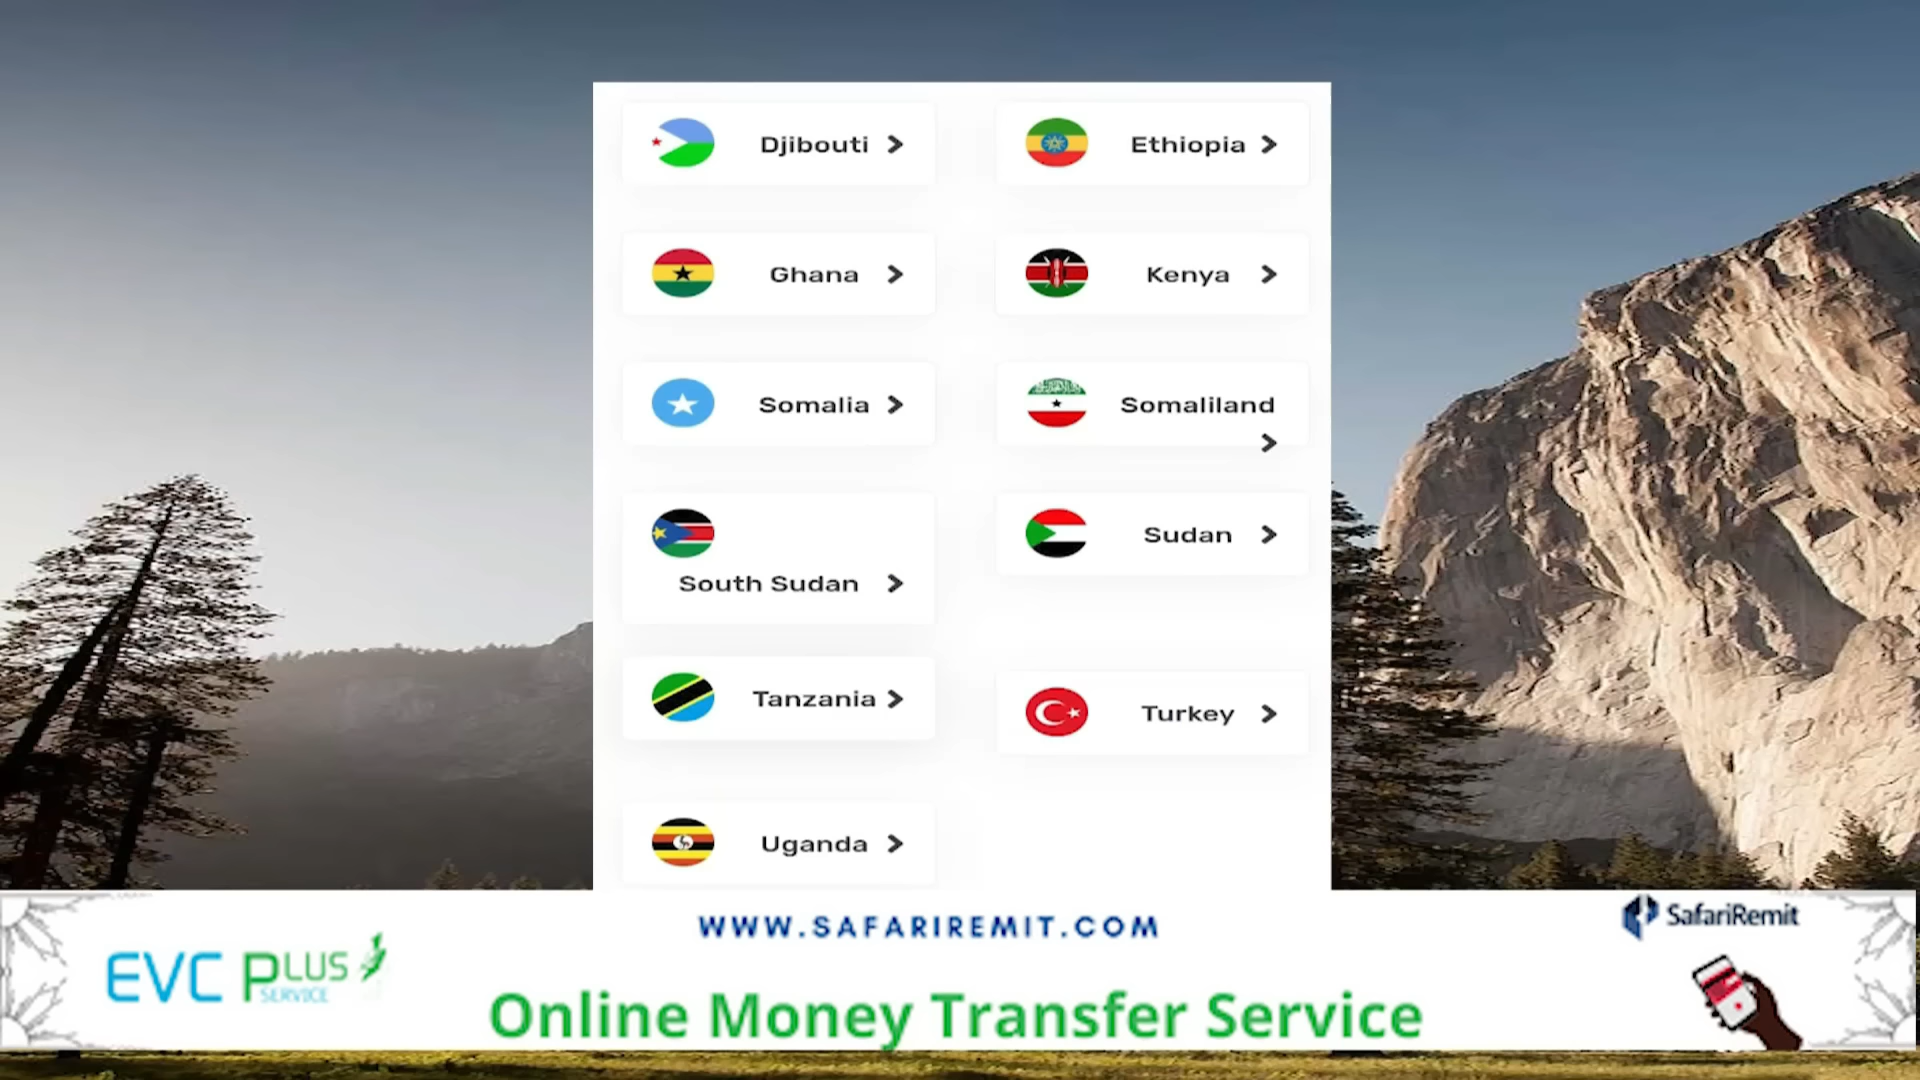 Djibouti
Ethiopia
Ghana
Kenya
Somalia
Somaliland
South Sudan
Sudan
Tanzania
Turkey
Uganda
WWW.SAFARIREMIT.COM
SafariRemit
EVC PLUS
SERVICE
Online Money Transfer Service